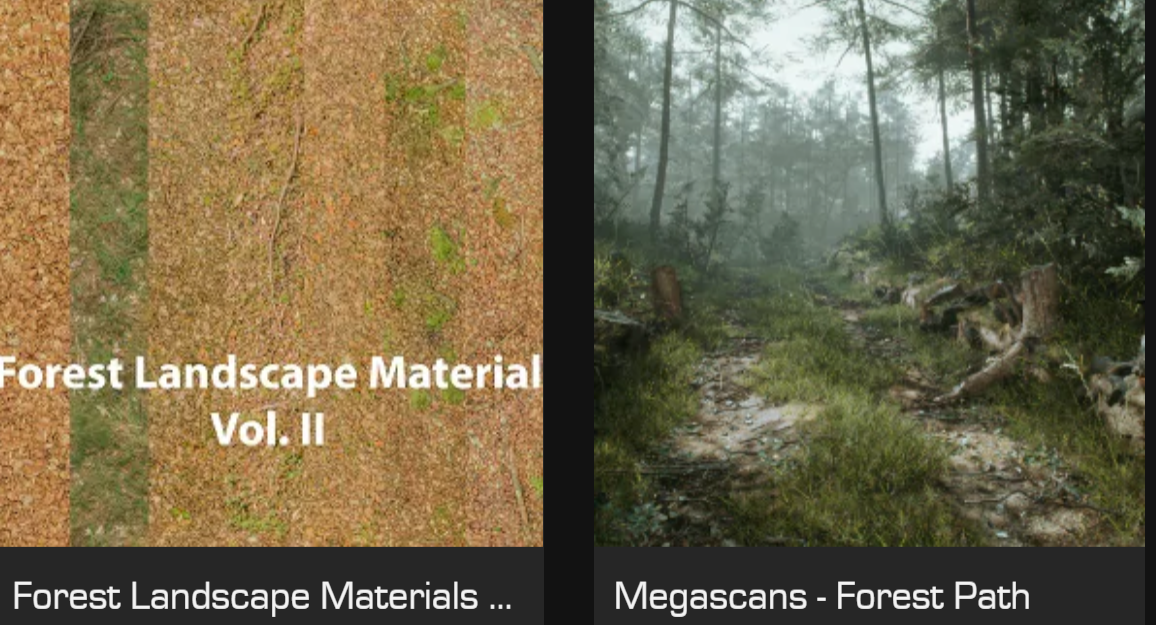 Forest Landscape Material
Vol. II
Forest Landscape Materials ...
Megascans - Forest Path